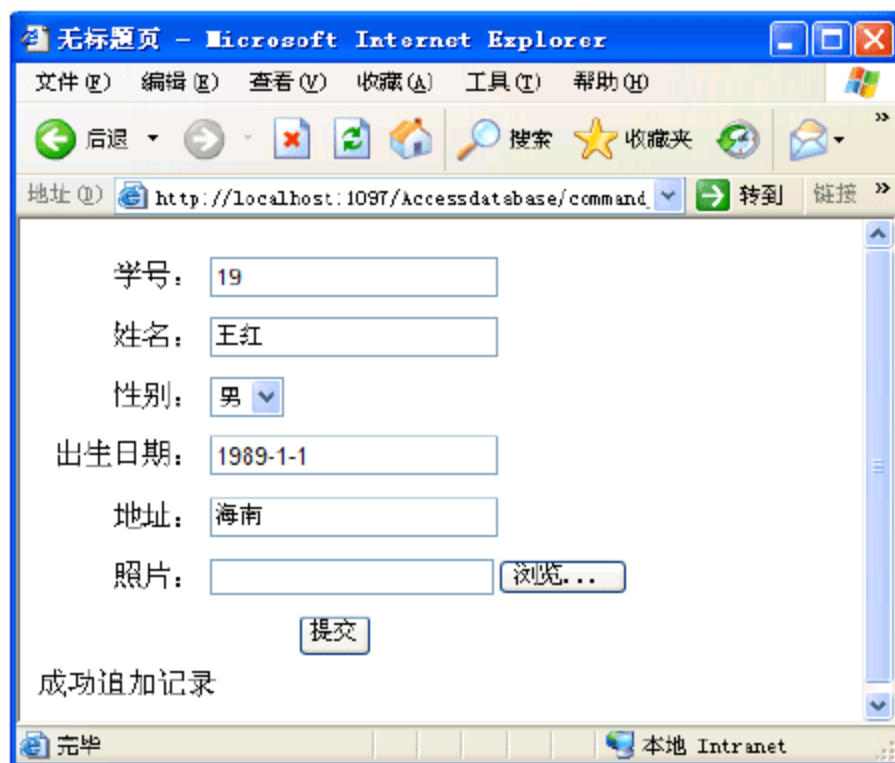 无标题页 - Microsoft Internet Explorer
文件(F) 编辑(E) 查看(V) 收藏(A) 工具(T) 帮助(H) »
后退 搜索 收藏夹
地址(D) http://localhost:1097/Accessdatabase/command_ 转到 链接 »
学号： 19
姓名： 王红
性别： 男
出生日期： 1989-1-1
地址： 海南
照片： 浏览...
提交
成功追加记录
完毕 本地 Intranet